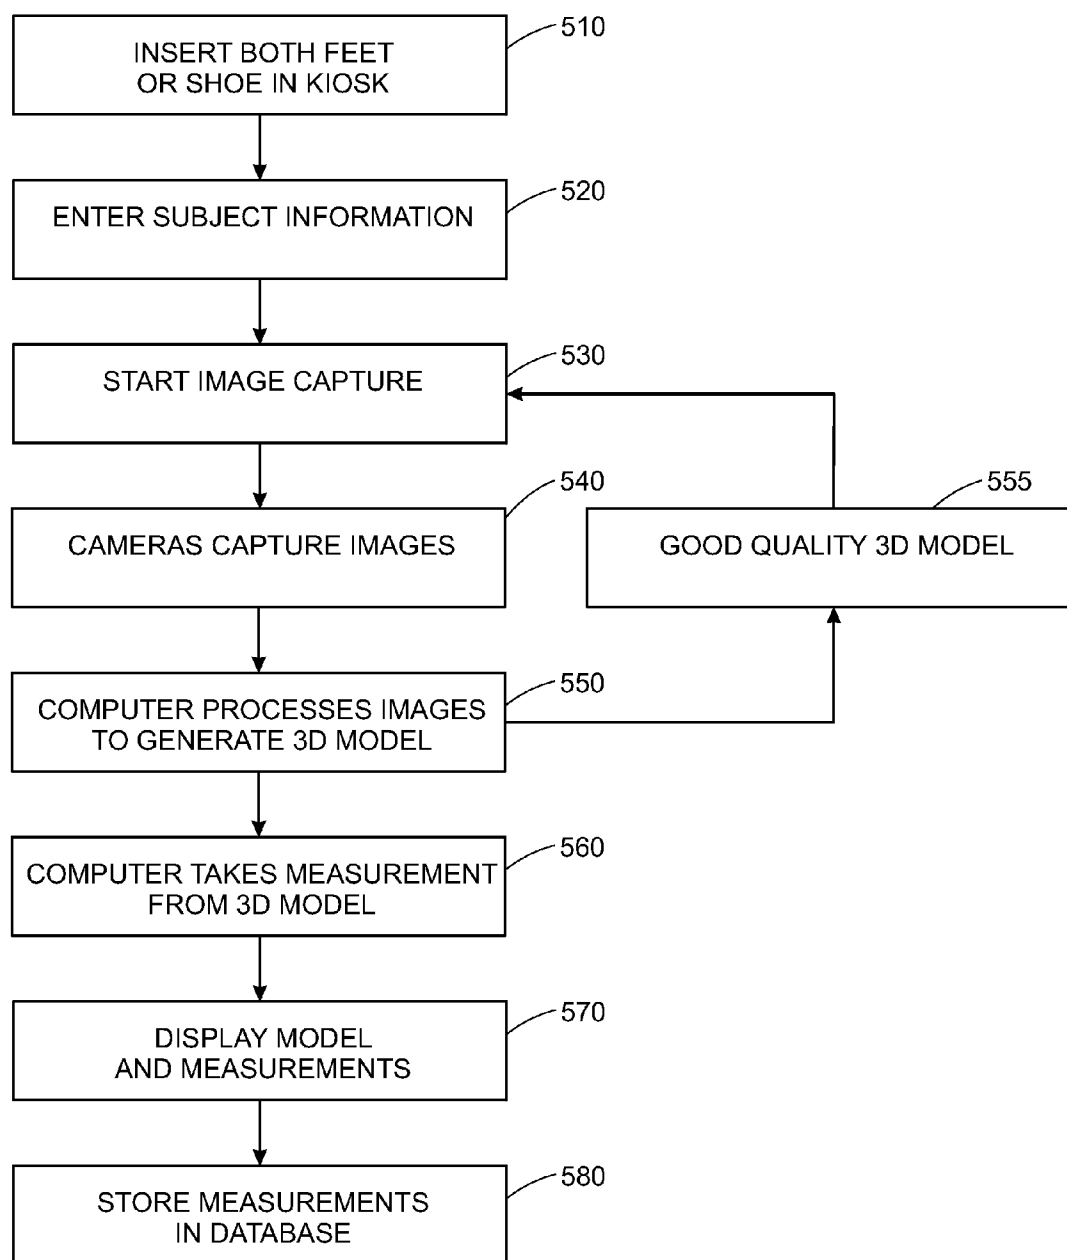 INSERT BOTH FEET
OR SHOE IN KIOSK
510
ENTER SUBJECT INFORMATION
520
START IMAGE CAPTURE
530
CAMERAS CAPTURE IMAGES
540
GOOD QUALITY 3D MODEL
555
COMPUTER PROCESSES IMAGES
TO GENERATE 3D MODEL
550
COMPUTER TAKES MEASUREMENT
FROM 3D MODEL
560
DISPLAY MODEL
AND MEASUREMENTS
570
STORE MEASUREMENTS
IN DATABASE
580